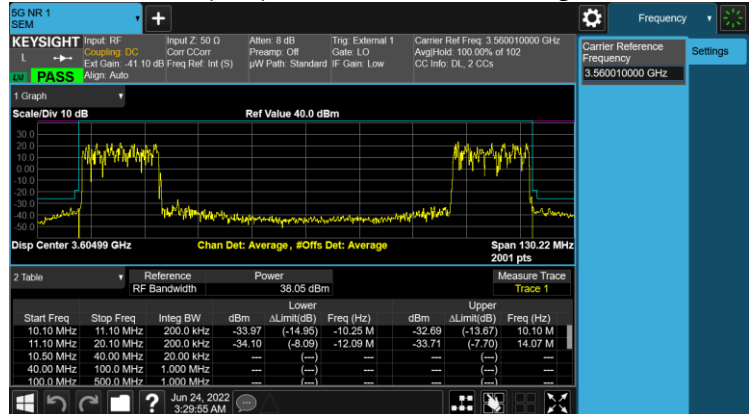 5G NR 1
SEM
Frequency
KEYSIGHT
L
LXI
PASS
Input: RF
Coupling: DC
Ext Gain: -41.10 dB
Align: Auto
Input Z: 50 Ω
Corr CCorr
Freq Ref: Int (S)
Atten: 8 dB
Preamp: Off
µW Path: Standard
Trig: External 1
Gate: LO
IF Gain: Low
Carrier Ref Freq: 3.560010000 GHz
Avg|Hold: 100.00% of 102
CC Info: DL, 2 CCs
Carrier Reference
Frequency
3.560010000 GHz
Settings
1 Graph
Scale/Div 10 dB
Ref Value 40.0 dBm
30.0
20.0
10.0
0.00
-10.0
-20.0
-30.0
-40.0
-50.0
Disp Center 3.60499 GHz
Chan Det: Average, #Offs Det: Average
Span 130.22 MHz
2001 pts
2 Table
Reference
RF Bandwidth
Power
38.05 dBm
Measure Trace
Trace 1
Lower Upper
Start Freq Stop Freq Integ BW dBm ΔLimit(dB) Freq (Hz) dBm ΔLimit(dB) Freq (Hz)
10.10 MHz 11.10 MHz 200.0 kHz -33.97 (-14.95) -10.25 M -32.69 (-13.67) 10.10 M
11.10 MHz 20.10 MHz 200.0 kHz -34.10 (-8.09) -12.09 M -33.71 (-7.70) 14.07 M
10.50 MHz 40.00 MHz 20.00 kHz --- (---) --- --- (---) ---
40.00 MHz 100.0 MHz 1.000 MHz --- (---) --- --- (---) ---
100.0 MHz 500.0 MHz 1.000 MHz --- (---) --- --- (---) ---
?
Jun 24, 2022
3:29:55 AM